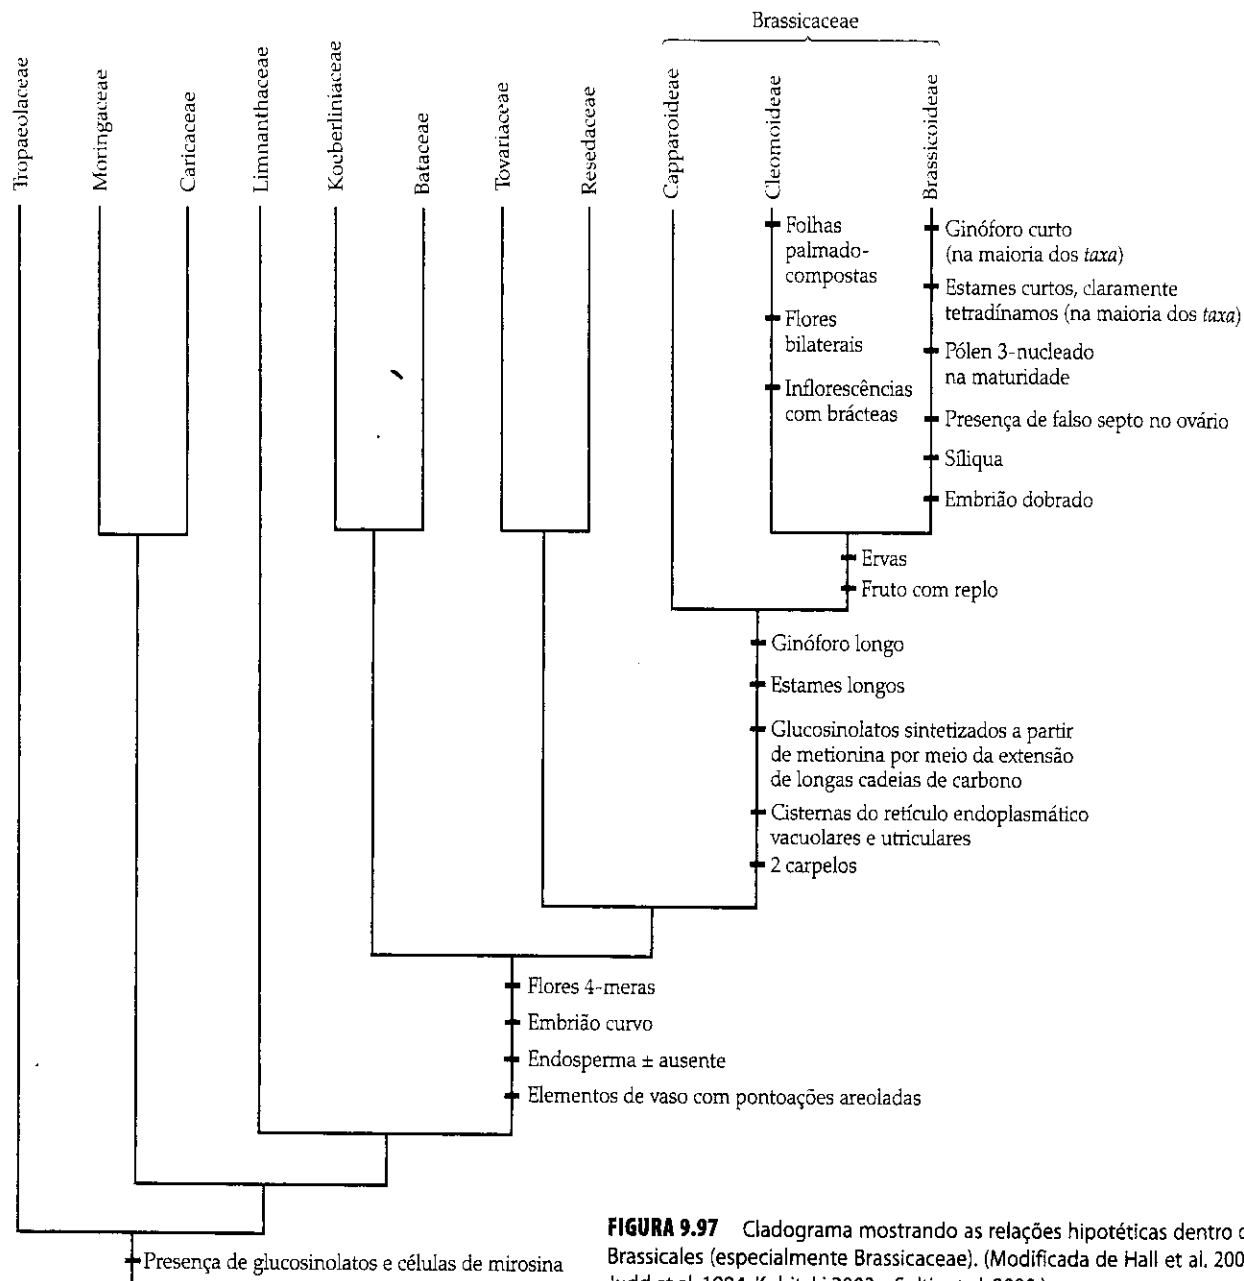 Brassicaceae
Tropaeolaceae
Moringaceae
Caricaceae
Limnanthaceae
Koeberliniaceae
Bataceae
Tovariaceae
Resedaceae
Capparoideae
Cleomoideae
Brassicoideae
Folhas
palmado-
compostas
Flores
bilaterais
Inflorescências
com brácteas
Ginóforo curto
(na maioria dos taxa)
Estames curtos, claramente
tetradínamos (na maioria dos taxa)
Pólen 3-nucleado
na maturidade
Presença de falso septo no ovário
Síliqua
Embrião dobrado
Ervas
Fruto com replo
Ginóforo longo
Estames longos
Glucosinolatos sintetizados a partir
de metionina por meio da extensão
de longas cadeias de carbono
Cisternas do retículo endoplasmático
vacuolares e utriculares
2 carpelos
Flores 4-meras
Embrião curvo
Endosperma ± ausente
Elementos de vaso com pontoações areoladas
Presença de glucosinolatos e células de mirosina
FIGURA 9.97 Cladograma mostrando as relações hipotéticas dentro
Brassicales (especialmente Brassicaceae). (Modificada de Hall et al.